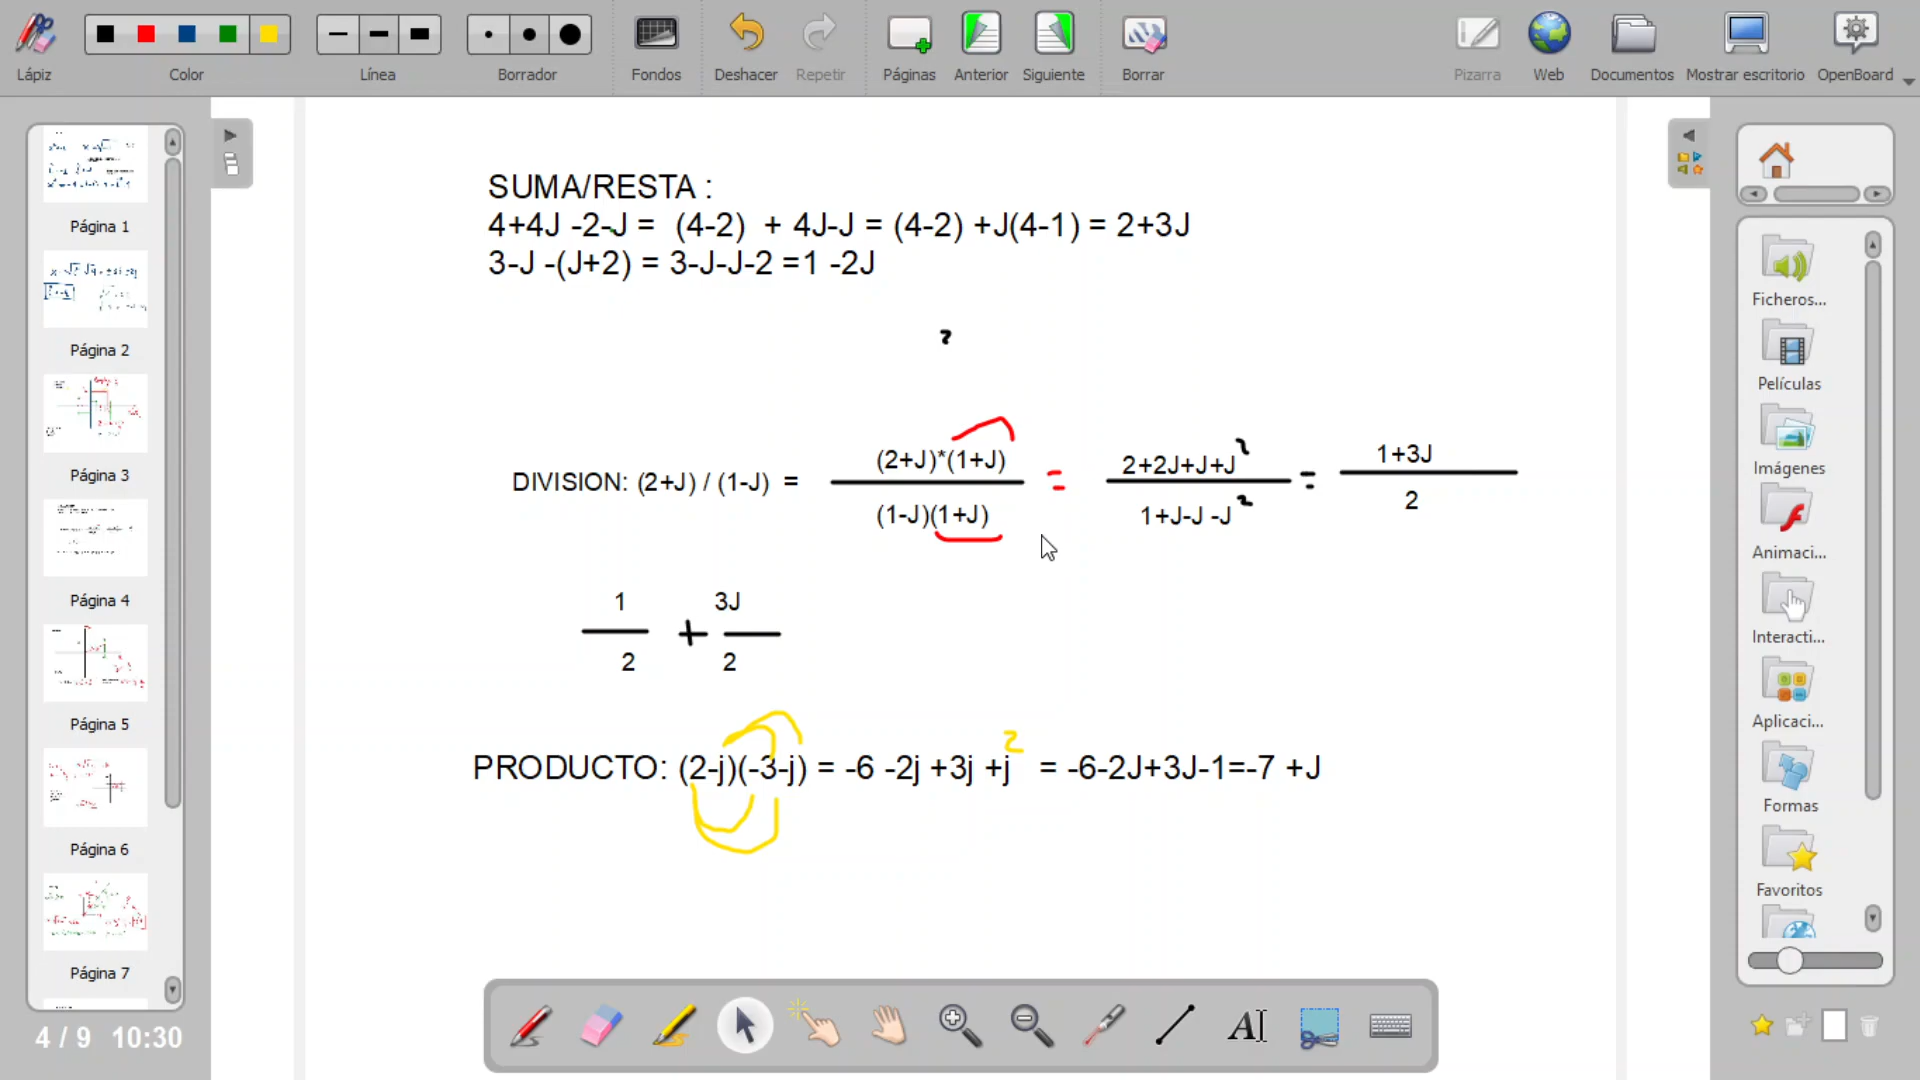 Lápiz
Color
Línea
Borrador
Fondos
Deshacer
Repetir
Páginas
Anterior
Siguiente
Borrar
Pizarra
Web
Documentos
Mostrar escritorio
OpenBoard
Página 1
Página 2
Página 3
Página 4
Página 5
Página 6
Página 7
4 / 9 10:30
SUMA/RESTA :
4+4J -2-J = (4-2) + 4J-J = (4-2) +J(4-1) = 2+3J
3-J -(J+2) = 3-J-J-2 =1 -2J
2
DIVISION: (2+J) / (1-J) =
(2+J)*(1+J)
(1-J)(1+J)
=
2+2J+J+J²
1+J-J -J²
=
1+3J
2
1
2
+
3J
2
PRODUCTO: (2-j)(-3-j) = -6 -2j +3j +j² = -6-2J+3J-1=-7 +J
Ficheros...
Películas
Imágenes
Animaci...
Interacti...
Aplicaci...
Formas
Favoritos